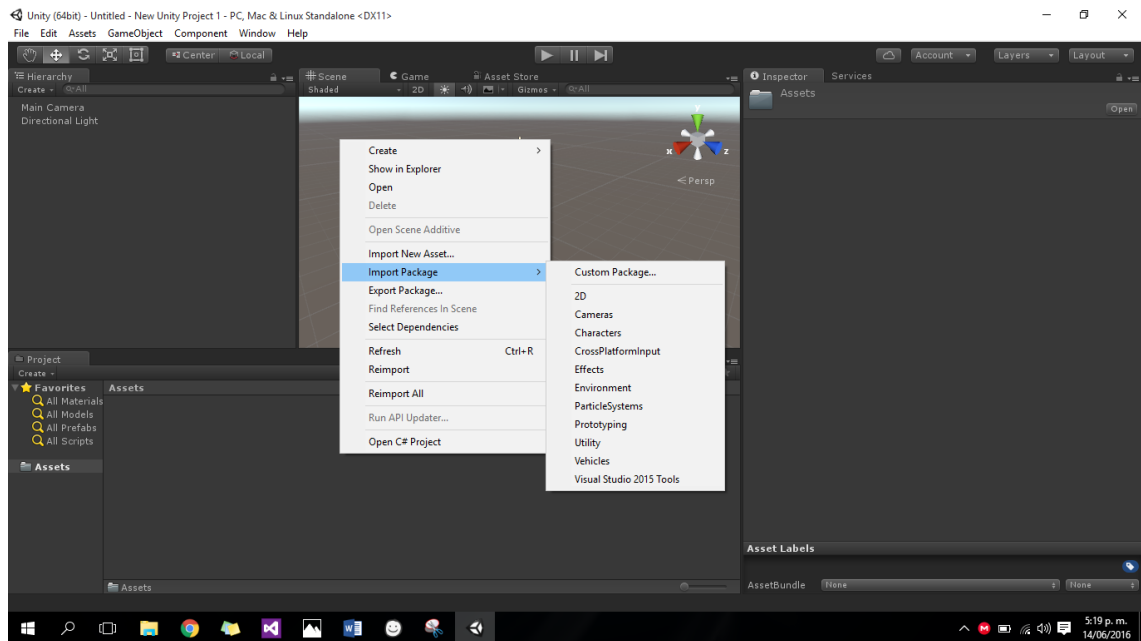 Unity (64bit) - Untitled - New Unity Project 1 - PC, Mac & Linux Standalone <DX11>
File Edit Assets GameObject Component Window Help
Center Local
Account Layers Layout
Hierarchy
Create All
Main Camera
Directional Light
Scene Game Asset Store
Shaded 2D Gizmos All
y
x
z
Persp
Inspector Services
Assets
Open
Create
Show in Explorer
Open
Delete
Open Scene Additive
Import New Asset...
Import Package
Export Package...
Find References In Scene
Select Dependencies
Refresh Ctrl+R
Reimport
Reimport All
Run API Updater...
Open C# Project
Custom Package...
2D
Cameras
Characters
CrossPlatformInput
Effects
Environment
ParticleSystems
Prototyping
Utility
Vehicles
Visual Studio 2015 Tools
Project
Create
Favorites
All Materials
All Models
All Prefabs
All Scripts
Assets
Assets
Assets
Asset Labels
AssetBundle None None
5:19 p. m.
14/06/2016